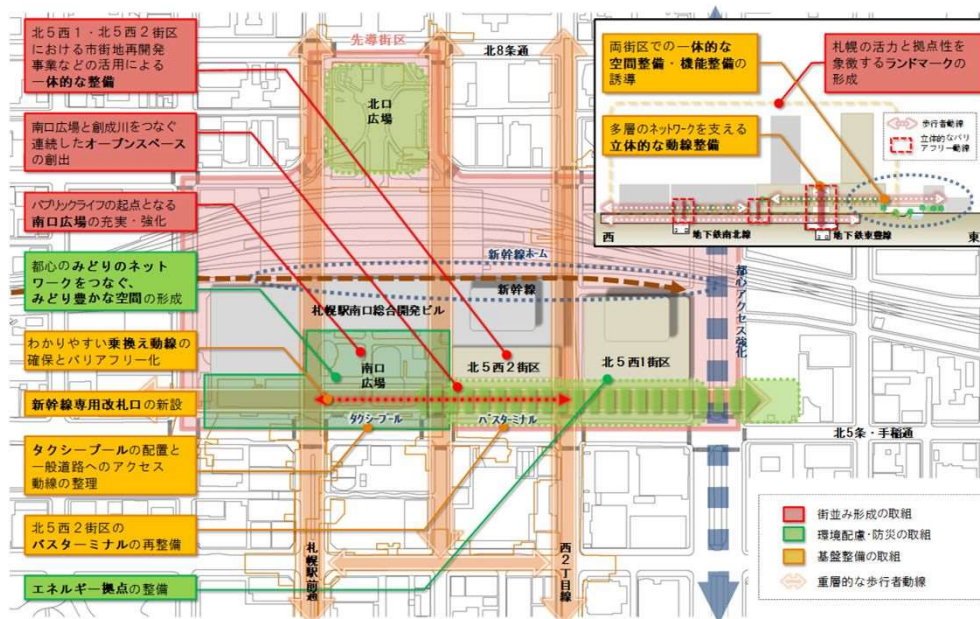 北5西1・北5西2街区
における市街地再開発
事業などの活用による
一体的な整備
南口広場と創成川をつなぐ
連続したオープンスペース
の創出
パブリックライフの起点となる
南口広場の充実・強化
都心のみどりのネット
ワークをつなぐ、
みどり豊かな空間の形成
わかりやすい乗換え動線の
確保とバリアフリー化
新幹線専用改札口の新設
タクシープールの配置と
一般道路へのアクセス
動線の整理
北5西2街区の
バスターミナルの再整備
エネルギー拠点の整備
先導街区
北8条通
北口
広場
新幹線ホーム
新幹線
札幌駅南口総合開発ビル
南口
広場
北5西2街区
北5西1街区
タクシープール
バスターミナル
都心アクセス強化
北5条・手稲通
札幌駅前通
西2丁目線
両街区での一体的な
空間整備・機能整備の
誘導
札幌の活力と拠点性を
象徴するランドマークの
形成
多層のネットワークを支える
立体的な動線整備
歩行者動線
立体的なバリ
アフリー動線
西
地下鉄南北線
地下鉄東豊線
東
街並み形成の取組
環境配慮・防災の取組
基盤整備の取組
重層的な歩行者動線